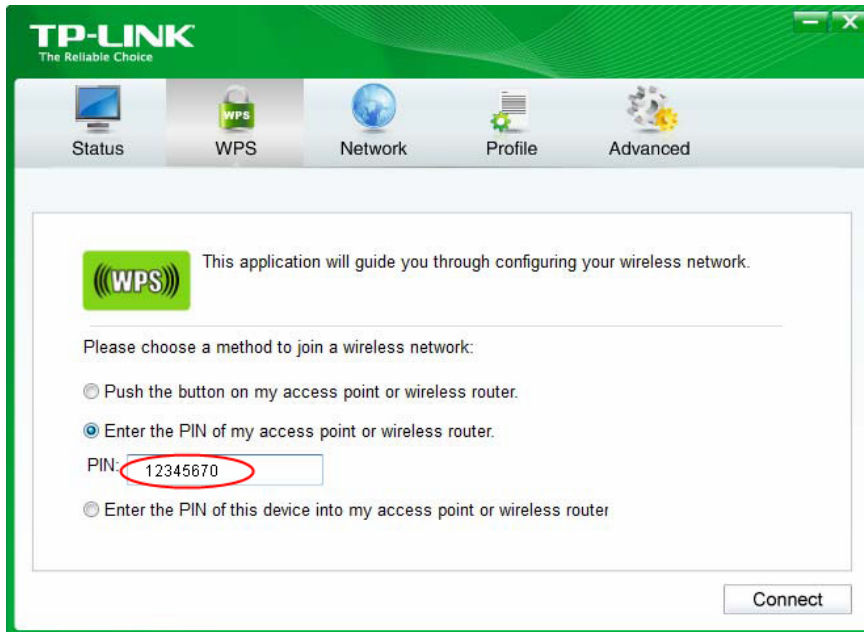 TP-LINK
The Reliable Choice
Status WPS Network Profile Advanced
WPS
(((WPS)))
This application will guide you through configuring your wireless network.
Please choose a method to join a wireless network:
Push the button on my access point or wireless router.
Enter the PIN of my access point or wireless router.
PIN: 12345670
Enter the PIN of this device into my access point or wireless router
Connect